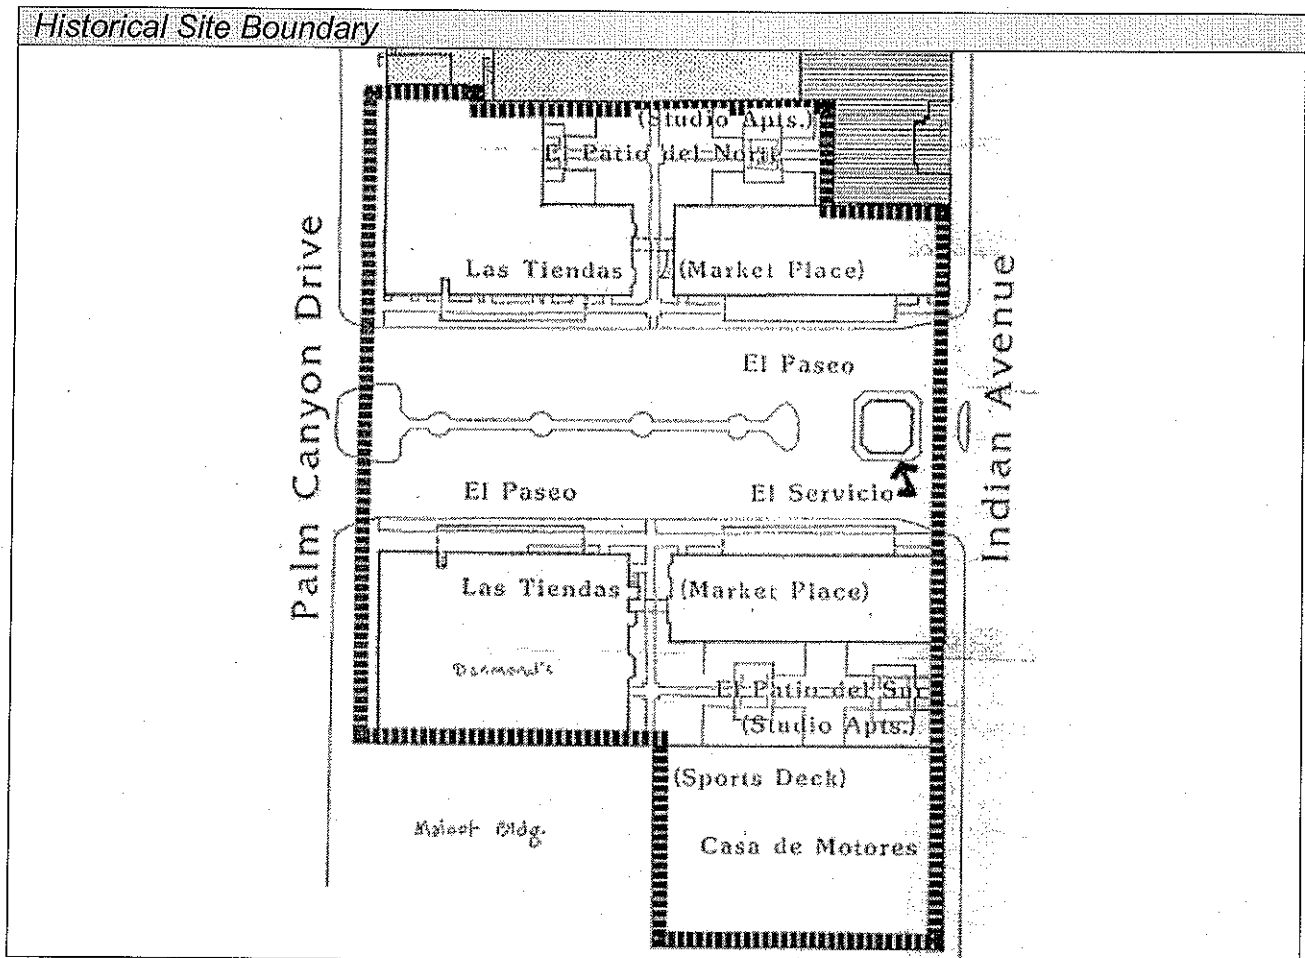 Historical Site Boundary
(Studio Apts.)
El Patio del Norte
Las Tiendas
(Market Place)
Palm Canyon Drive
Indian Avenue
El Paseo
El Paseo
El Servicio
Las Tiendas
(Market Place)
El Patio del Sur
(Studio Apts.)
(Sports Deck)
Bldg.
Casa de Motores